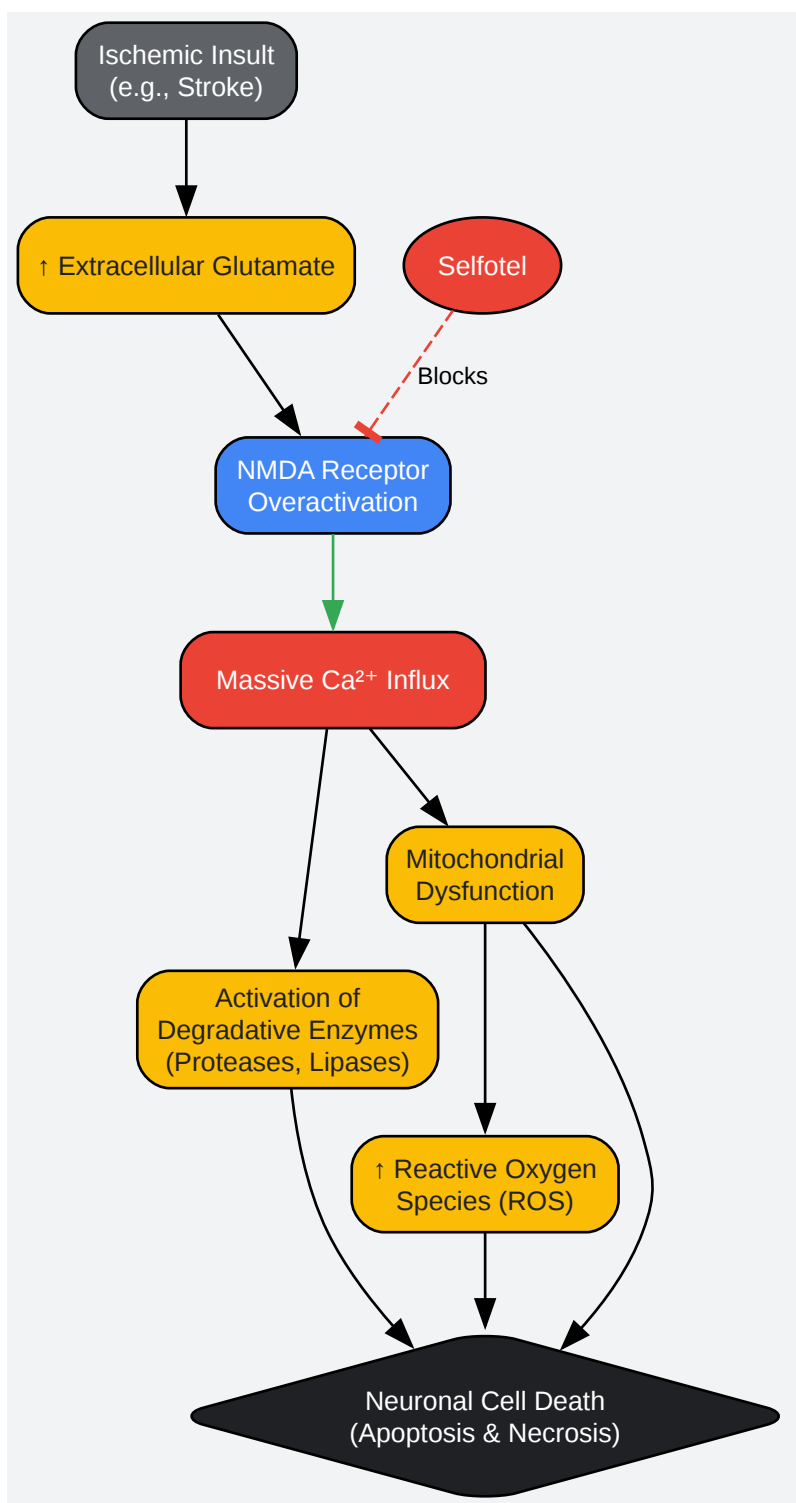 Ischemic Insult
(e.g., Stroke)
↑ Extracellular Glutamate
Selfotel
Blocks
NMDA Receptor
Overactivation
Massive Ca²⁺ Influx
Mitochondrial
Dysfunction
Activation of
Degradative Enzymes
(Proteases, Lipases)
↑ Reactive Oxygen
Species (ROS)
Neuronal Cell Death
(Apoptosis & Necrosis)